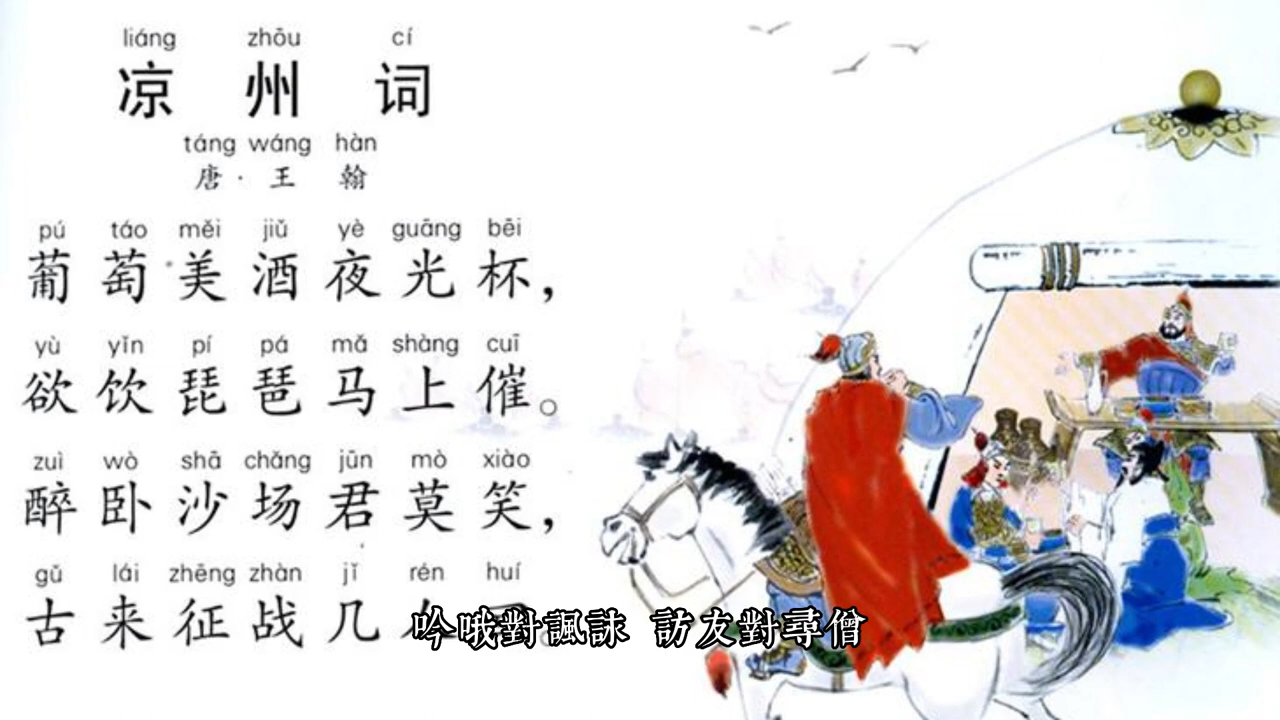 liáng zhōu cí
凉州词
táng wáng hàn
唐·王翰
pú táo měi jiǔ yè guāng bēi
葡萄美酒夜光杯，
yù yǐn pí pá mǎ shàng cuī
欲饮琵琶马上催。
zuì wò shā chǎng jūn mò xiào
醉卧沙场君莫笑，
gǔ lái zhēng zhàn jǐ rén huí
古来征战几人
吟哦對諷詠 訪友對尋僧